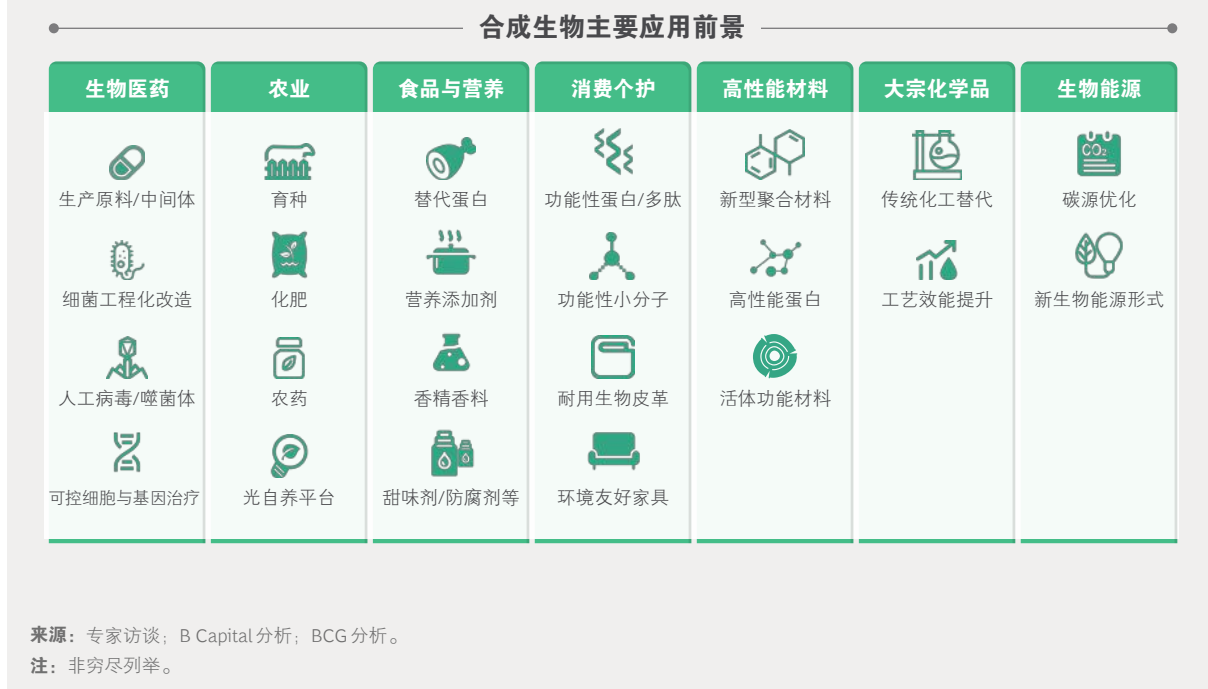 合成生物主要应用前景
生物医药
生产原料/中间体
细菌工程化改造
人工病毒/噬菌体
可控细胞与基因治疗
农业
育种
化肥
农药
光自养平台
食品与营养
替代蛋白
营养添加剂
香精香料
甜味剂/防腐剂等
消费个护
功能性蛋白/多肽
功能性小分子
耐用生物皮革
环境友好家具
高性能材料
新型聚合材料
高性能蛋白
活体功能材料
大宗化学品
传统化工替代
工艺效能提升
生物能源
CO₂
碳源优化
新生物能源形式
来源：专家访谈；B Capital 分析；BCG 分析。
注：非穷尽列举。